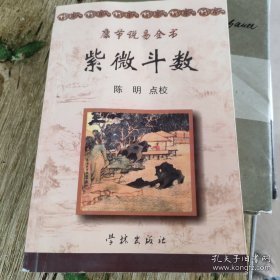 康节说易全书
紫微斗数
陈明 点校
学林出版社
孔夫子旧书网